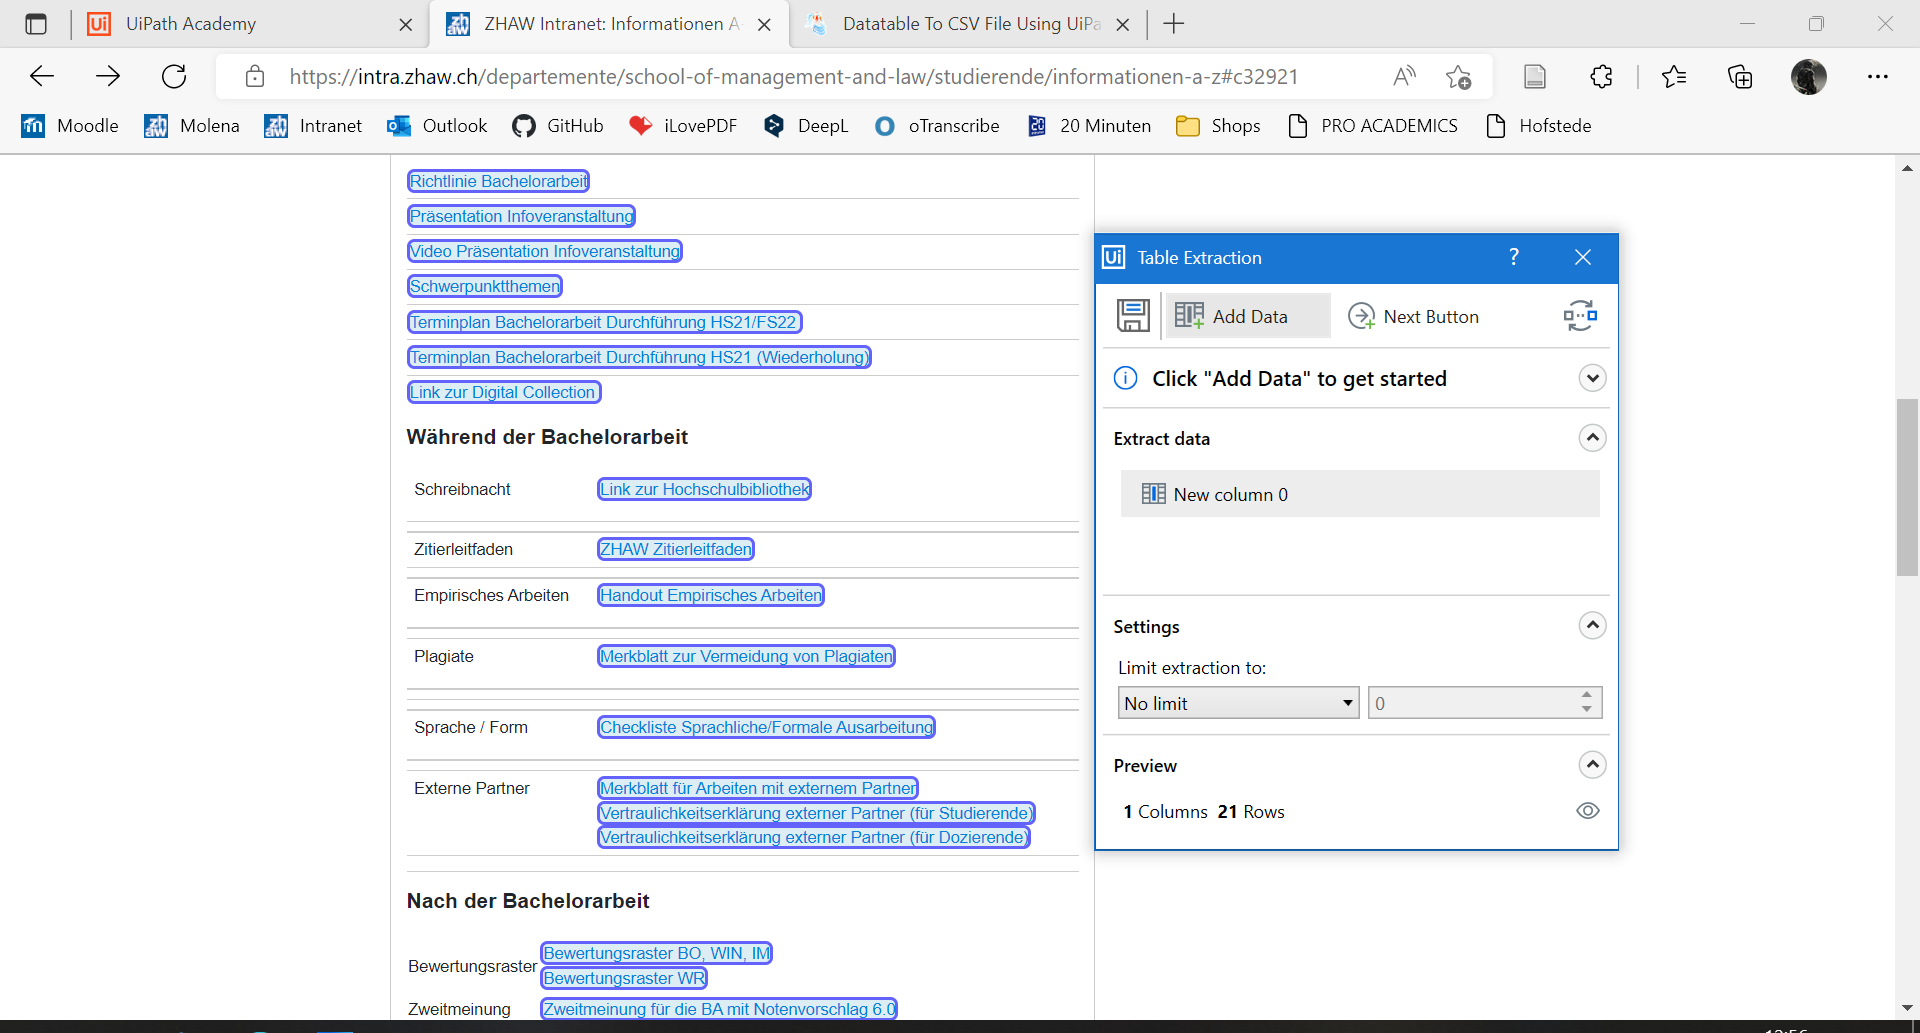 UiPath Academy
ZHAW Intranet: Informationen A-
Datatable To CSV File Using UiPa
https://intra.zhaw.ch/departemente/school-of-management-and-law/studierende/informationen-a-z#c32921
Moodle Molena Intranet Outlook GitHub iLovePDF DeepL oTranscribe 20 Minuten Shops PRO ACADEMICS Hofstede
Richtlinie Bachelorarbeit
Präsentation Infoveranstaltung
Video Präsentation Infoveranstaltung
Schwerpunktthemen
Terminplan Bachelorarbeit Durchführung HS21/FS22
Terminplan Bachelorarbeit Durchführung HS21 (Wiederholung)
Link zur Digital Collection
Während der Bachelorarbeit
Schreibnacht Link zur Hochschulbibliothek
Zitierleitfaden ZHAW Zitierleitfaden
Empirisches Arbeiten Handout Empirisches Arbeiten
Plagiate Merkblatt zur Vermeidung von Plagiaten
Sprache / Form Checkliste Sprachliche/Formale Ausarbeitung
Externe Partner Merkblatt für Arbeiten mit externem Partner
Vertraulichkeitserklärung externer Partner (für Studierende)
Vertraulichkeitserklärung externer Partner (für Dozierende)
Nach der Bachelorarbeit
Bewertungsraster Bewertungsraster BO, WIN, IM
Bewertungsraster WR
Zweitmeinung Zweitmeinung für die BA mit Notenvorschlag 6.0
Ui Table Extraction ?
Add Data Next Button
Click "Add Data" to get started
Extract data
New column 0
Settings
Limit extraction to:
No limit 0
Preview
1 Columns 21 Rows